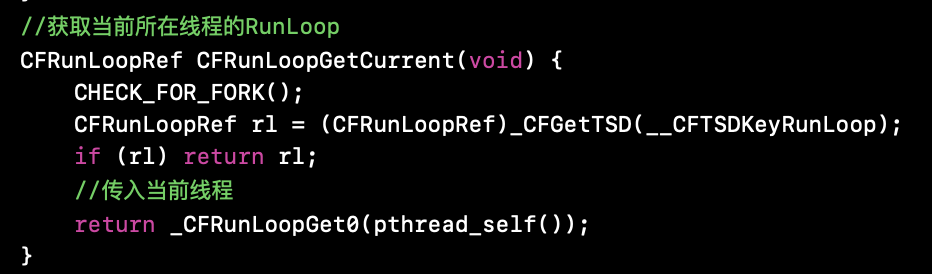 //获取当前所在线程的RunLoop
CFRunLoopRef CFRunLoopGetCurrent(void) {
    CHECK_FOR_FORK();
    CFRunLoopRef rl = (CFRunLoopRef)_CFGetTSD(__CFTSDKeyRunLoop);
    if (rl) return rl;
    //传入当前线程
    return _CFRunLoopGet0(pthread_self());
}